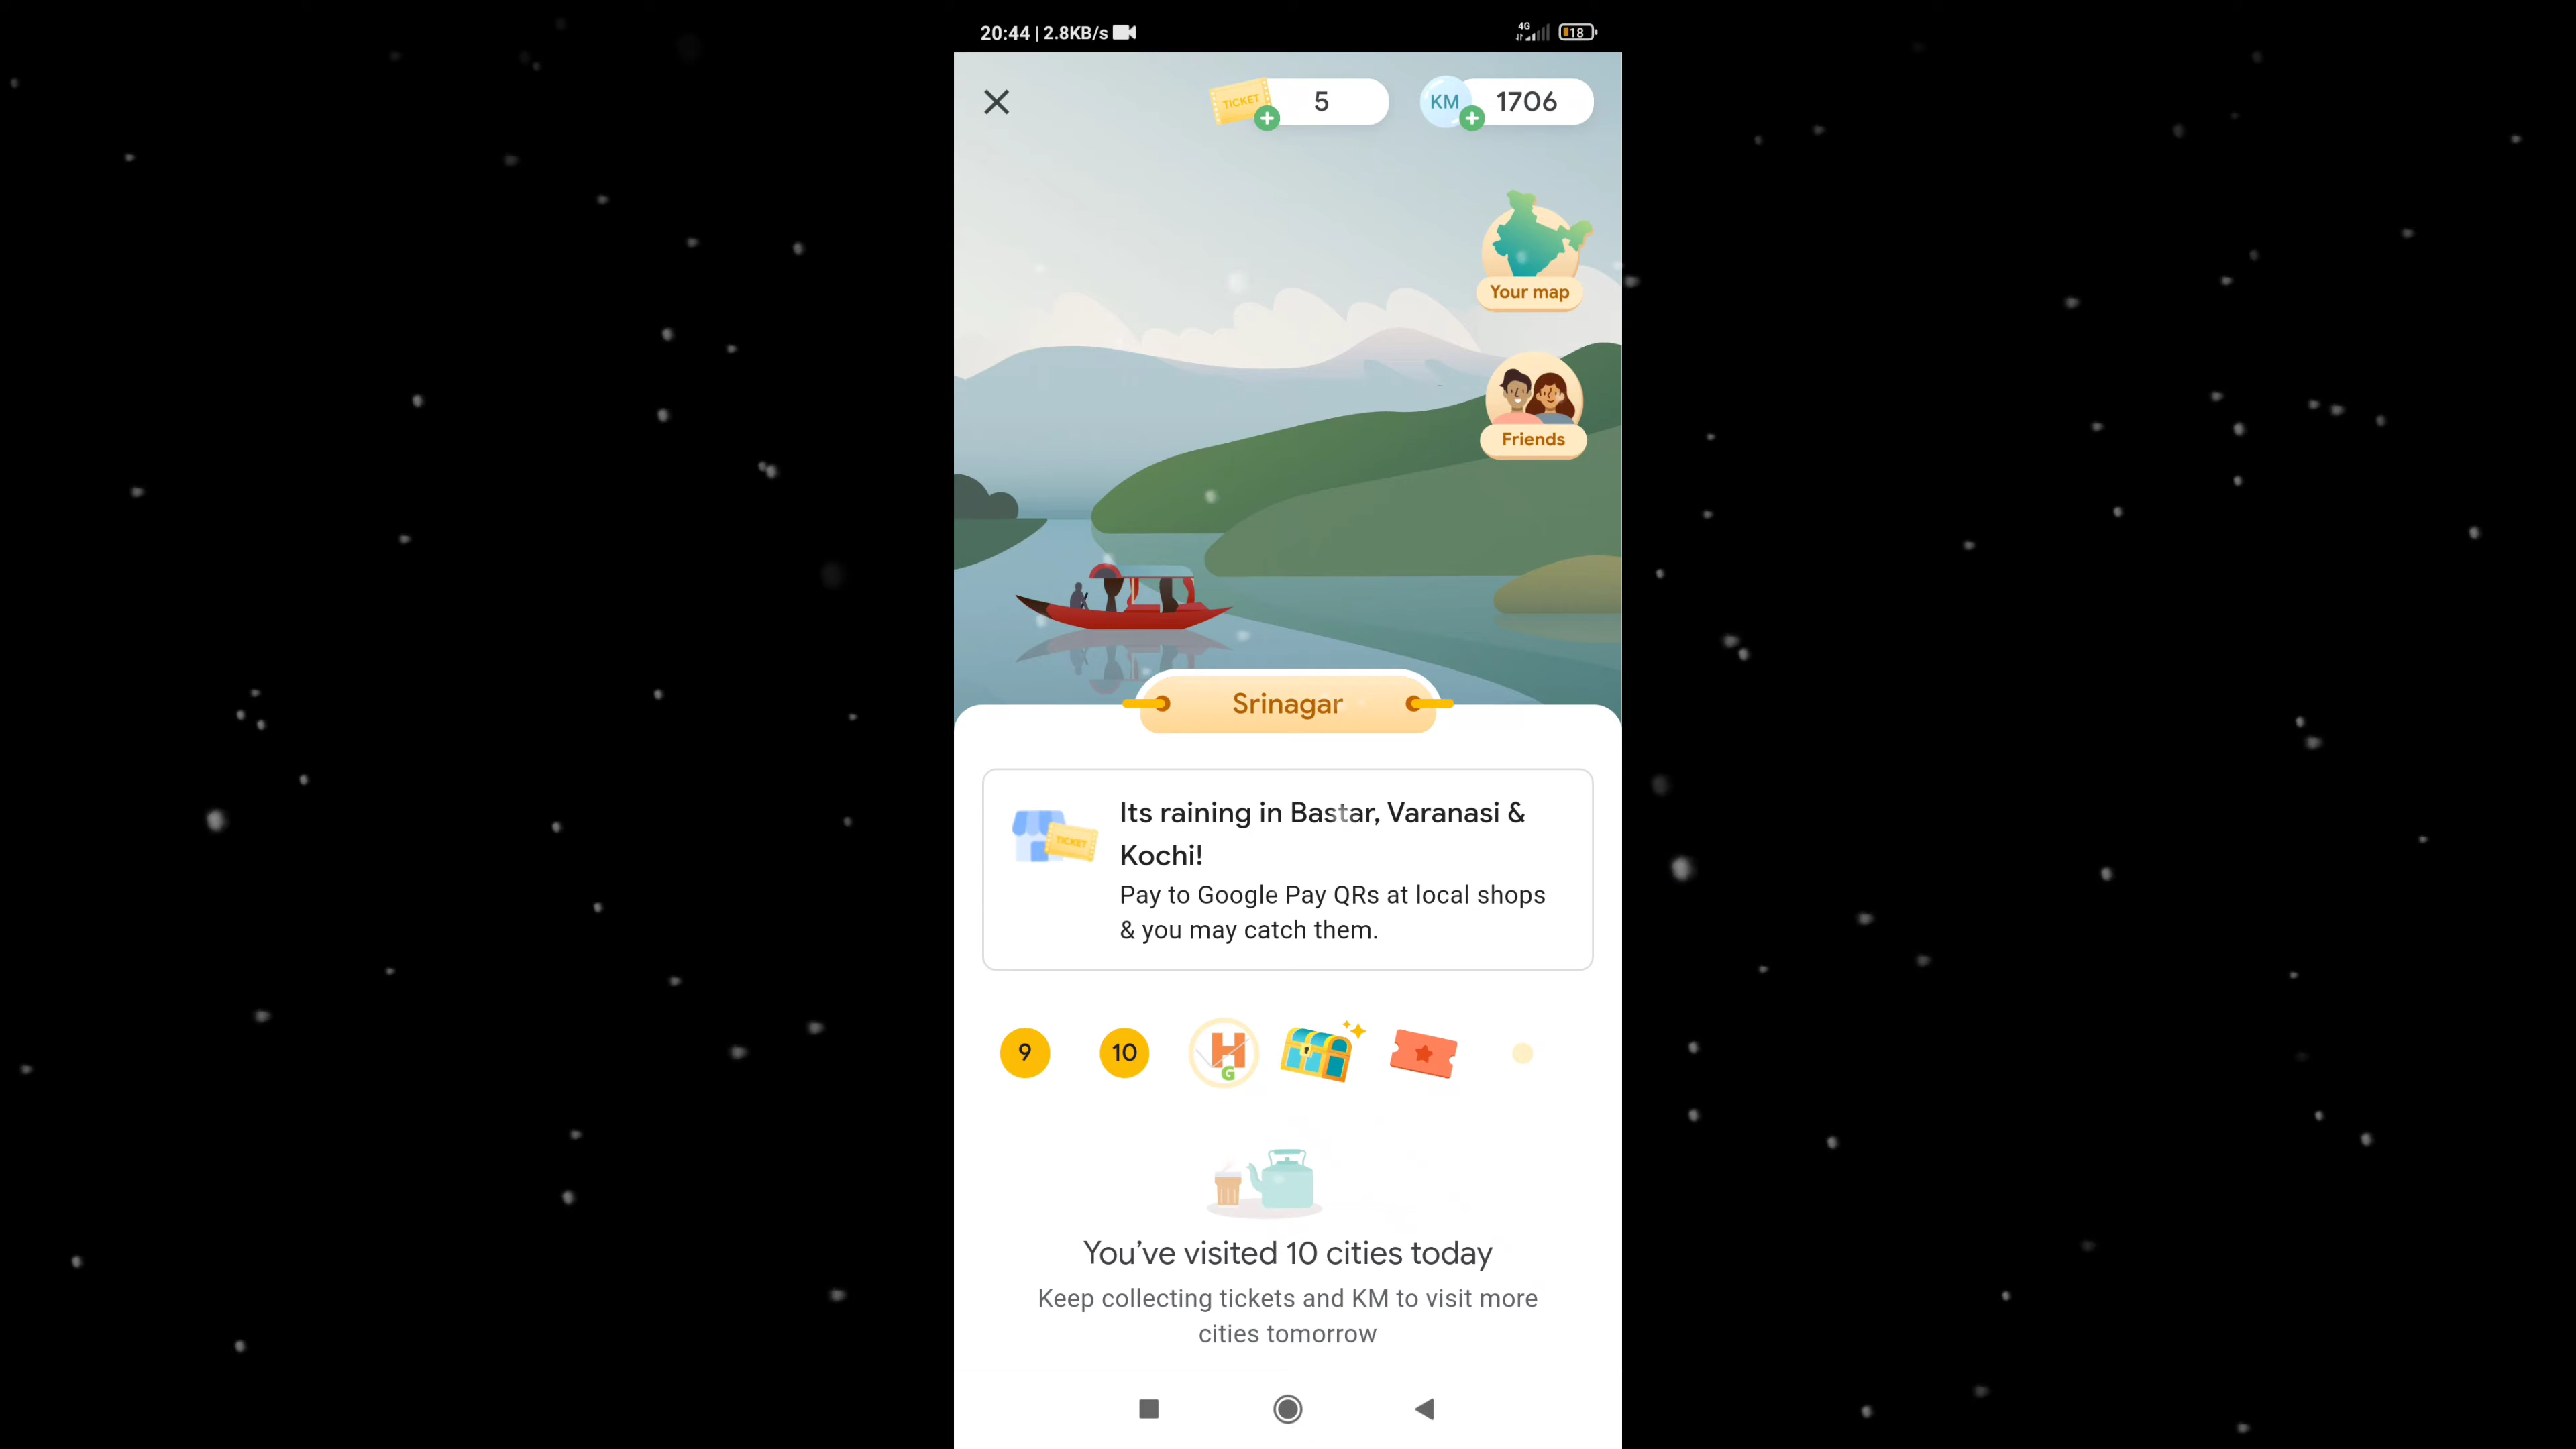 20:44 | 2.8KB/s
4G
18
TICKET
5
KM
1706
Your map
Friends
Srinagar
Its raining in Bastar, Varanasi &
Kochi!
TICKET
Pay to Google Pay QRs at local shops
& you may catch them.
9
10
H
G
You’ve visited 10 cities today
Keep collecting tickets and KM to visit more
cities tomorrow